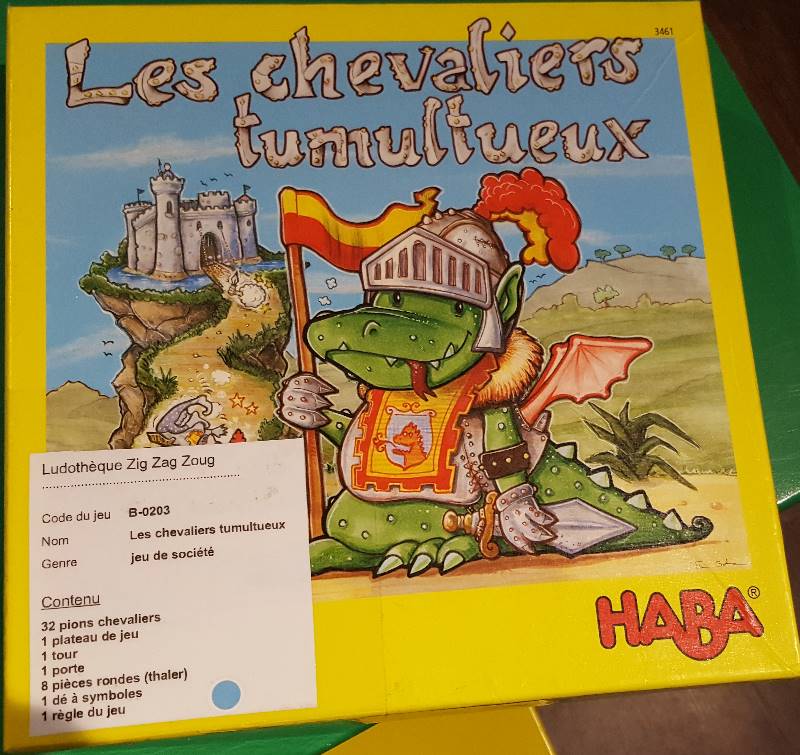 3461
Les chevaliers
tumultueux
Ludothèque Zig Zag Zoug
Code du jeu B-0203
Nom Les chevaliers tumultueux
Genre jeu de société
Contenu
32 pions chevaliers
1 plateau de jeu
1 tour
1 porte
8 pièces rondes (thaler)
1 dé à symboles
1 règle du jeu
HABA®